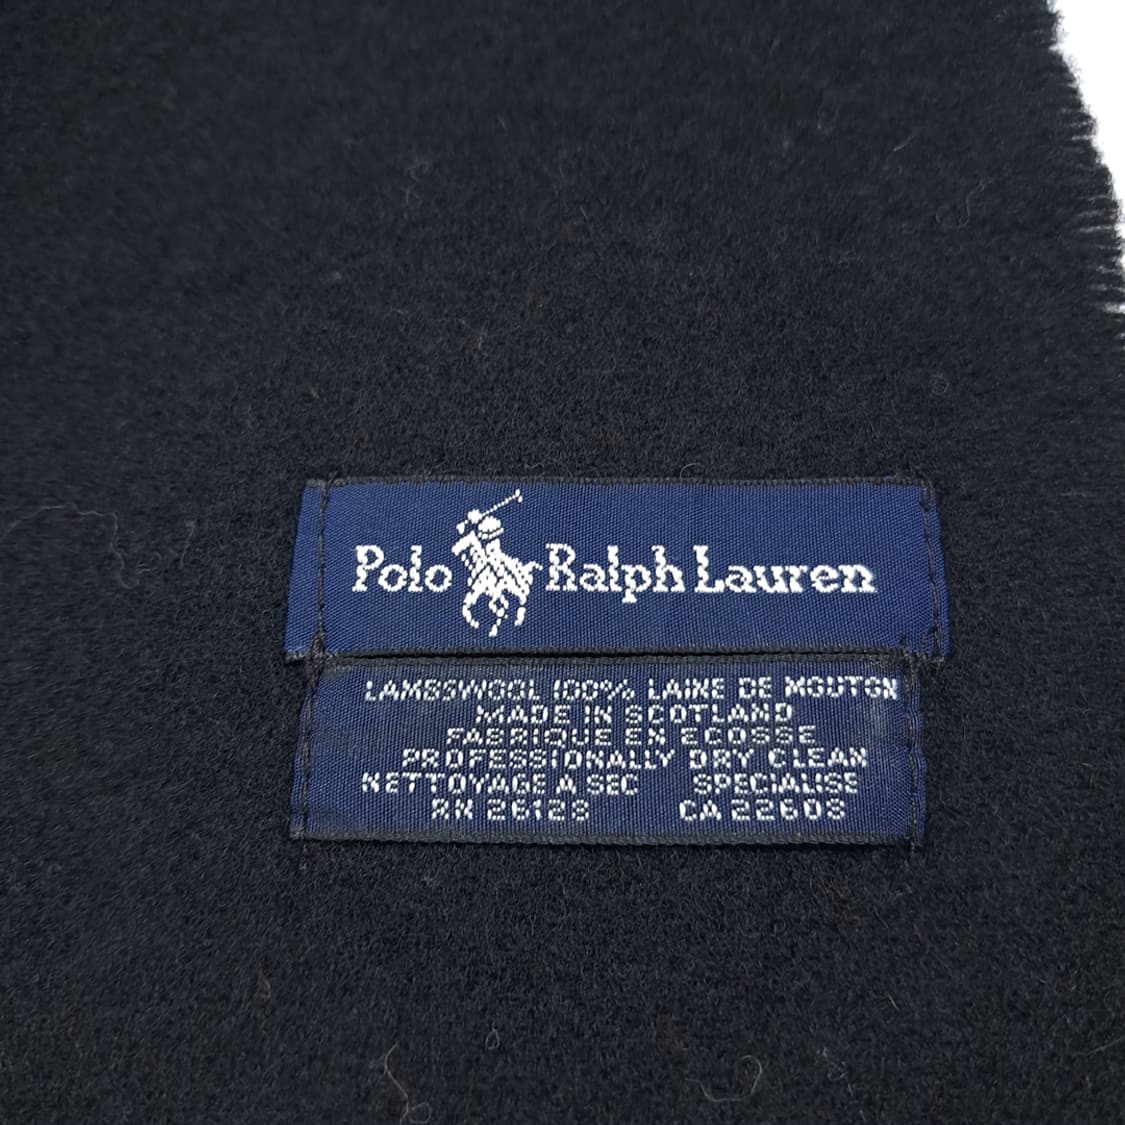 Polo Ralph Lauren
LAMBSWOOL 100% LAINE DE MOUTON
MADE IN SCOTLAND
FABRIQUE EN ECOSSE
PROFESSIONALLY DRY CLEAN
NETTOYAGE A SEC SPECIALISE
RN 26128 CA 22608